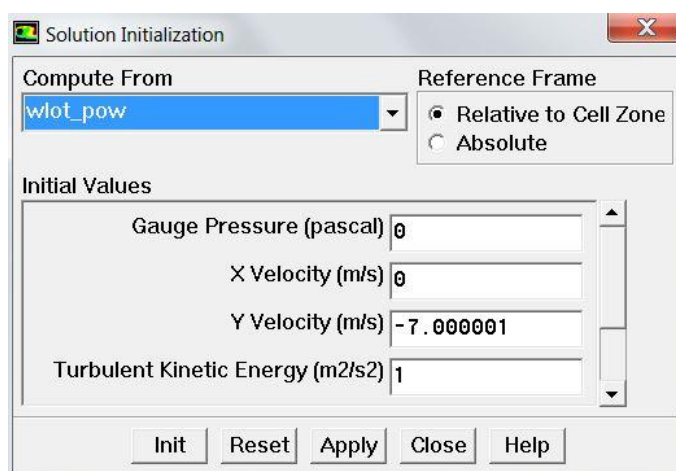 Solution Initialization
Compute From
wlot_pow
Reference Frame
Relative to Cell Zone
Absolute
Initial Values
Gauge Pressure (pascal) 0
X Velocity (m/s) 0
Y Velocity (m/s) -7.000001
Turbulent Kinetic Energy (m2/s2) 1
Init Reset Apply Close Help